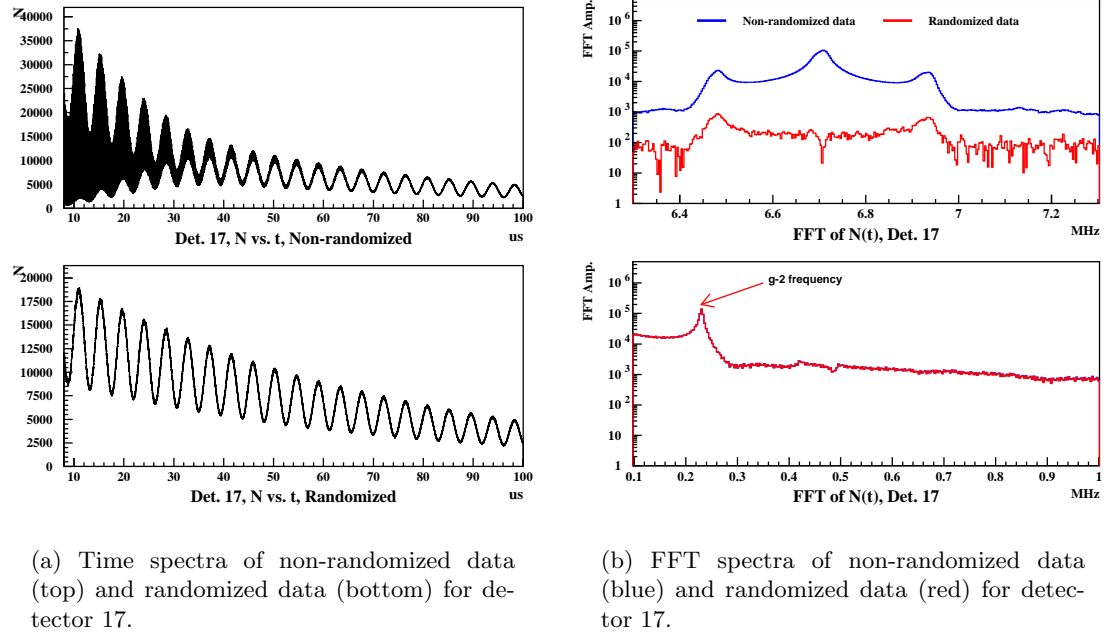 N
40000
35000
30000
25000
20000
15000
10000
5000
0
10 20 30 40 50 60 70 80 90 100
Det. 17, N vs. t, Non-randomized
us
N
20000
17500
15000
12500
10000
7500
5000
2500
0
10 20 30 40 50 60 70 80 90 100
Det. 17, N vs. t, Randomized
us
(a) Time spectra of non-randomized data
(top) and randomized data (bottom) for de-
tector 17.
FFT Amp.
Non-randomized data
Randomized data
10^6
10^5
10^4
10^3
10^2
10
1
6.4 6.6 6.8 7 7.2
FFT of N(t), Det. 17
MHz
FFT Amp.
g-2 frequency
10^6
10^5
10^4
10^3
10^2
10
1
0.1 0.2 0.3 0.4 0.5 0.6 0.7 0.8 0.9 1
FFT of N(t), Det. 17
MHz
(b) FFT spectra of non-randomized data
(blue) and randomized data (red) for detec-
tor 17.